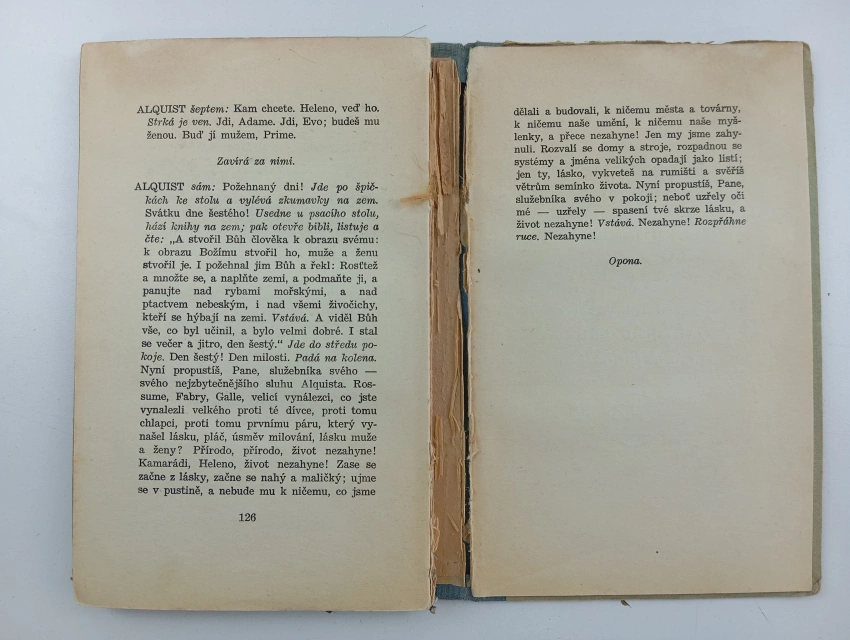 ALQUIST šeptem: Kam chcete. Heleno, veď ho.
Strká je ven. Jdi, Adame. Jdi, Evo; budeš mu
ženou. Buď jí mužem, Prime.
Zavírá za nimi.
ALQUIST sám: Požehnaný dni! Jde po špič-
kách ke stolu a vylévá zkumavky na zem.
Svátku dne šestého! Usedne u psacího stolu,
hází knihy na zem; pak otevře bibli, listuje a
čte: „A stvořil Bůh člověka k obrazu svému:
k obrazu Božímu stvořil ho, muže a ženu
stvořil je. I požehnal jim Bůh a řekl: Rosťtež
a množte se, a naplňte zemi, a podmaňte ji, a
panujte nad rybami mořskými, a nad
ptactvem nebeským, i nad všemi živočichy,
kteří se hýbají na zemi. Vstává. A viděl Bůh
vše, co byl učinil, a bylo velmi dobré. I stal
se večer a jitro, den šestý.“ Jde do středu po-
koje. Den šestý! Den milosti. Padá na kolena.
Nyní propustíš, Pane, služebníka svého —
svého nejzbytečnějšího sluhu Alquista. Ros-
sume, Fabry, Galle, velicí vynálezci, co jste
vynalezli velkého proti té dívce, proti tomu
chlapci, proti tomu prvnímu páru, který vy-
našel lásku, pláč, úsměv milování, lásku muže
a ženy? Přírodo, přírodo, život nezahyne!
Kamarádi, Heleno, život nezahyne! Zase se
začne z lásky, začne se nahý a maličký; ujme
se v pustině, a nebude mu k ničemu, co jsme
126
dělali a budovali, k ničemu města a továrny,
k ničemu naše umění, k ničemu naše myš-
lenky, a přece nezahyne! Jen my jsme zahy-
nuli. Rozvalí se domy a stroje, rozpadnou se
systémy a jména velikých opadají jako listí;
jen ty, lásko, vykveteš na rumišti a svěříš
větrům semínko života. Nyní propustíš, Pane,
služebníka svého v pokoji; neboť uzřely oči
mé — uzřely — spasení tvé skrze lásku, a
život nezahyne! Vstává. Nezahyne! Rozpřáhne
ruce. Nezahyne!
Opona.